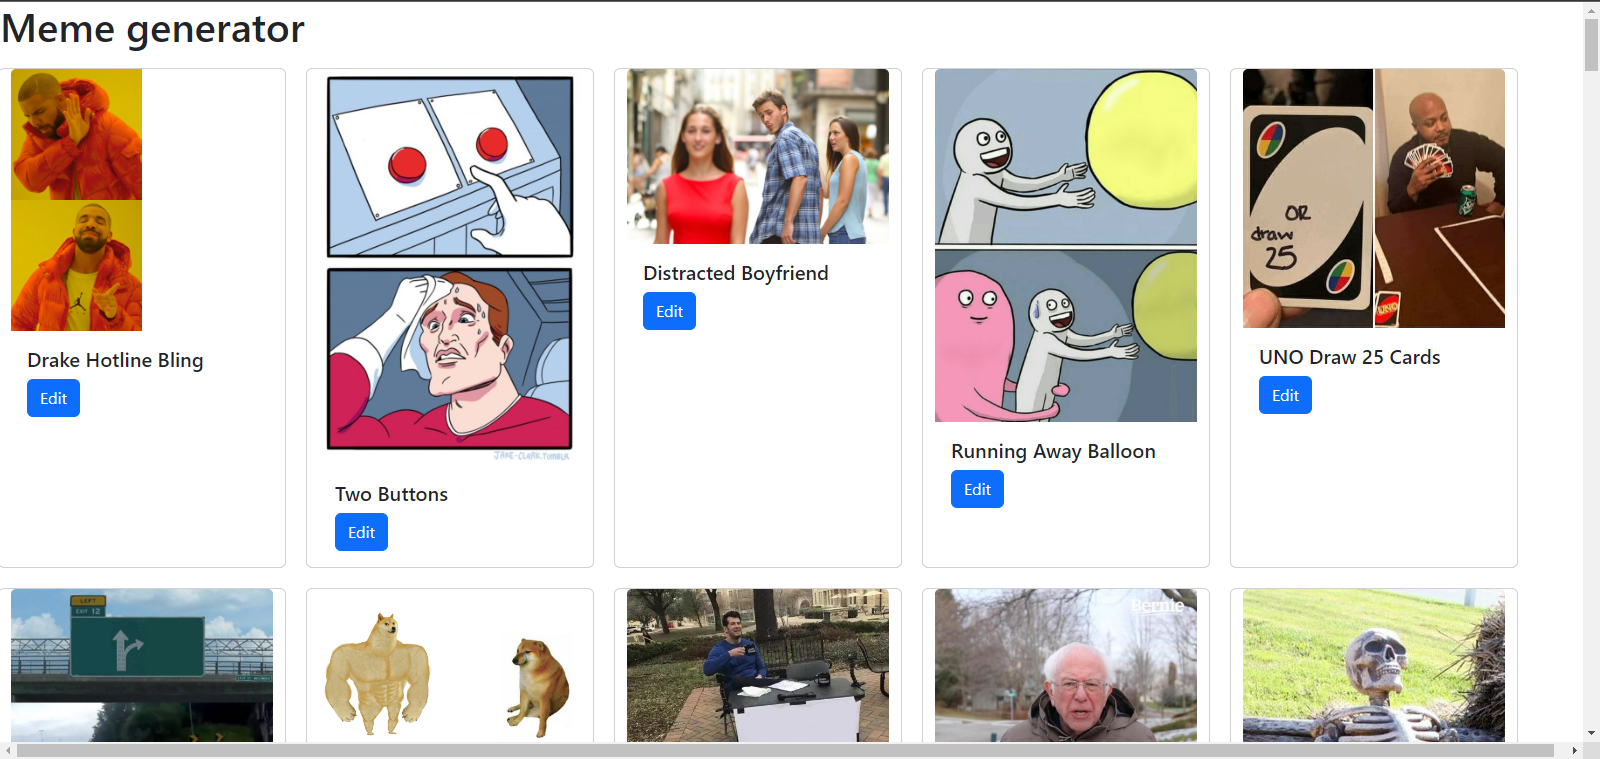 Meme generator
OR
draw
25
UNO
JAKE-CLARK.TUMBLR
Distracted Boyfriend
Edit
Drake Hotline Bling
Edit
UNO Draw 25 Cards
Edit
Running Away Balloon
Edit
Two Buttons
Edit
LEFT
EXIT 12
Bernie